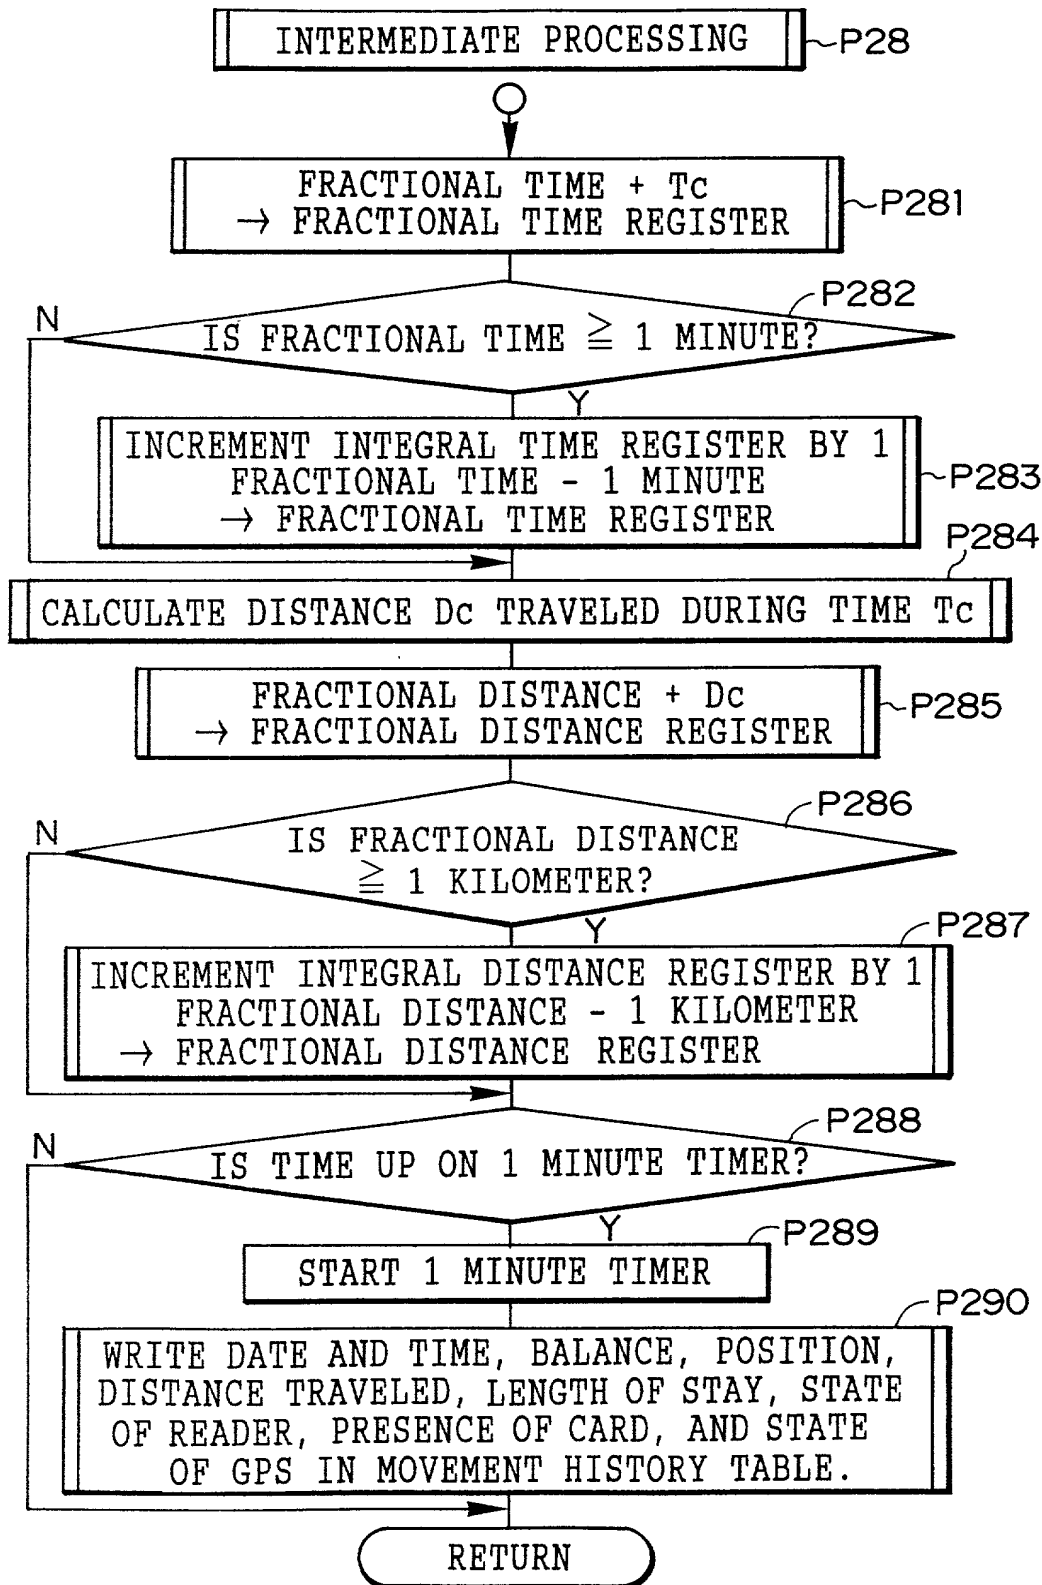 INTERMEDIATE PROCESSING
P28
FRACTIONAL TIME + Tc
→ FRACTIONAL TIME REGISTER
P281
P282
N
IS FRACTIONAL TIME ≧ 1 MINUTE?
Y
INCREMENT INTEGRAL TIME REGISTER BY 1
FRACTIONAL TIME - 1 MINUTE
→ FRACTIONAL TIME REGISTER
P283
P284
CALCULATE DISTANCE Dc TRAVELED DURING TIME Tc
FRACTIONAL DISTANCE + Dc
→ FRACTIONAL DISTANCE REGISTER
P285
P286
N
IS FRACTIONAL DISTANCE
≧ 1 KILOMETER?
Y
P287
INCREMENT INTEGRAL DISTANCE REGISTER BY 1
FRACTIONAL DISTANCE - 1 KILOMETER
→ FRACTIONAL DISTANCE REGISTER
P288
N
IS TIME UP ON 1 MINUTE TIMER?
Y
P289
START 1 MINUTE TIMER
P290
WRITE DATE AND TIME, BALANCE, POSITION,
DISTANCE TRAVELED, LENGTH OF STAY, STATE
OF READER, PRESENCE OF CARD, AND STATE
OF GPS IN MOVEMENT HISTORY TABLE.
RETURN